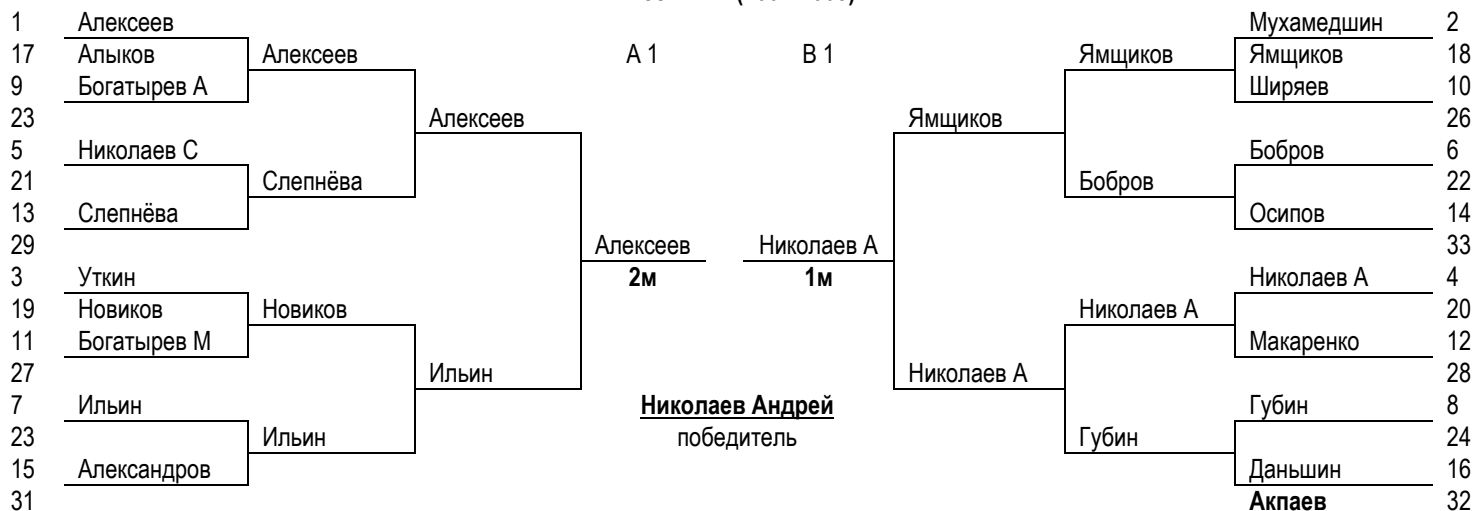 1 Алексеев Мухамедшин 2
17 Алыков Алексеев А 1 В 1 Ямщиков Ямщиков 18
9 Богатырев А Ширяев 10
23 Алексеев Ямщиков 26
5 Николаев С Бобров 6
21 Слепнёва Бобров 22
13 Слепнёва Осипов 14
29 Алексеев Николаев А 33
3 Уткин 2м 1м Николаев А 4
19 Новиков Новиков Николаев А 20
11 Богатырев М Макаренко 12
27 Ильин Николаев А 28
7 Ильин Николаев Андрей Губин 8
23 Ильин победитель Губин 24
15 Александров Даньшин 16
31 Акпаев 32